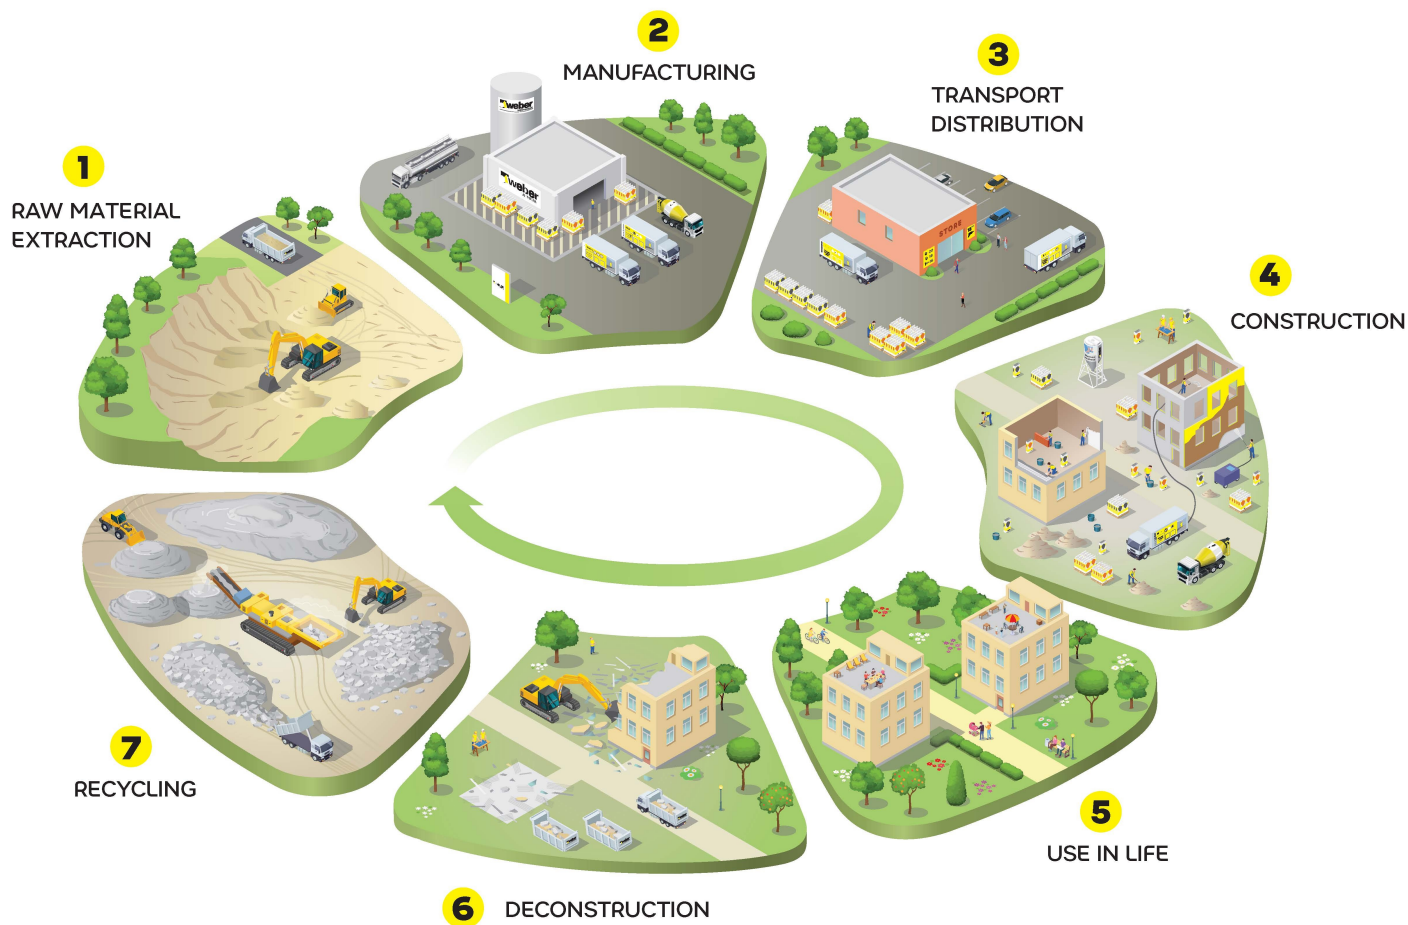 1
RAW MATERIAL
EXTRACTION
2
MANUFACTURING
weber
weber
3
TRANSPORT
DISTRIBUTION
STORE
4
CONSTRUCTION
5
USE IN LIFE
6
DECONSTRUCTION
7
RECYCLING